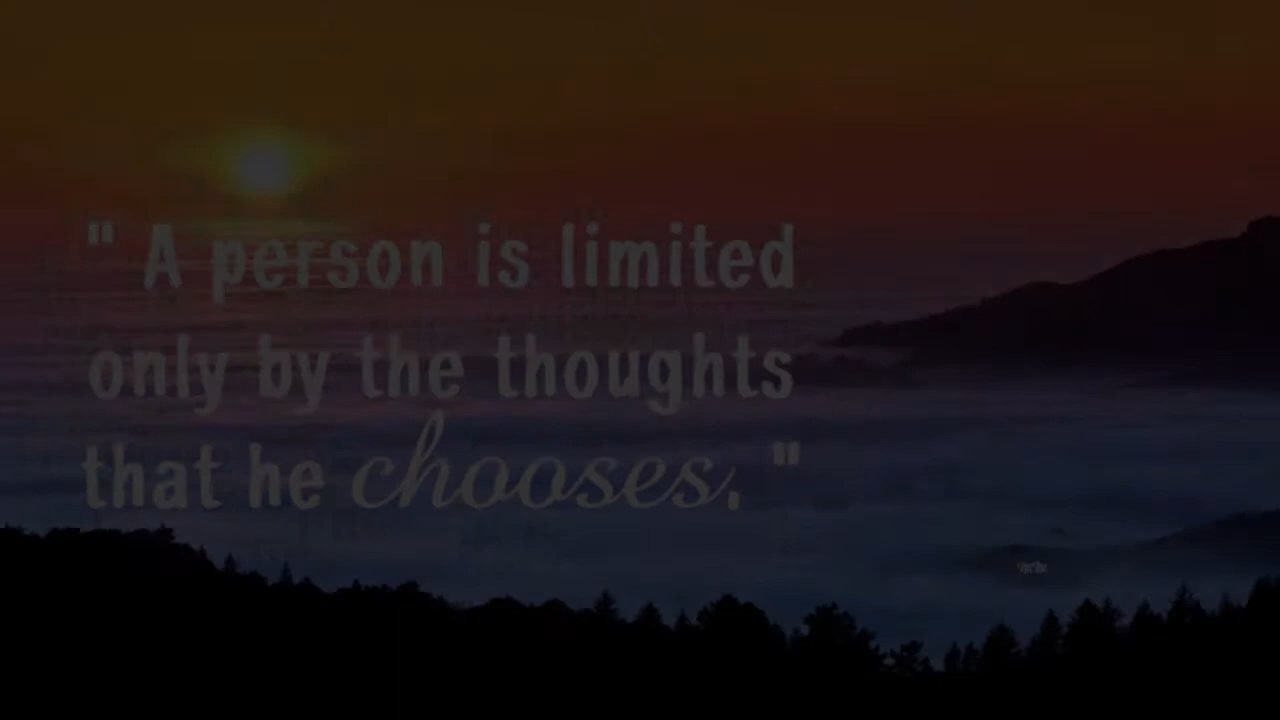 " A person is limited
only by the thoughts
that he chooses. "